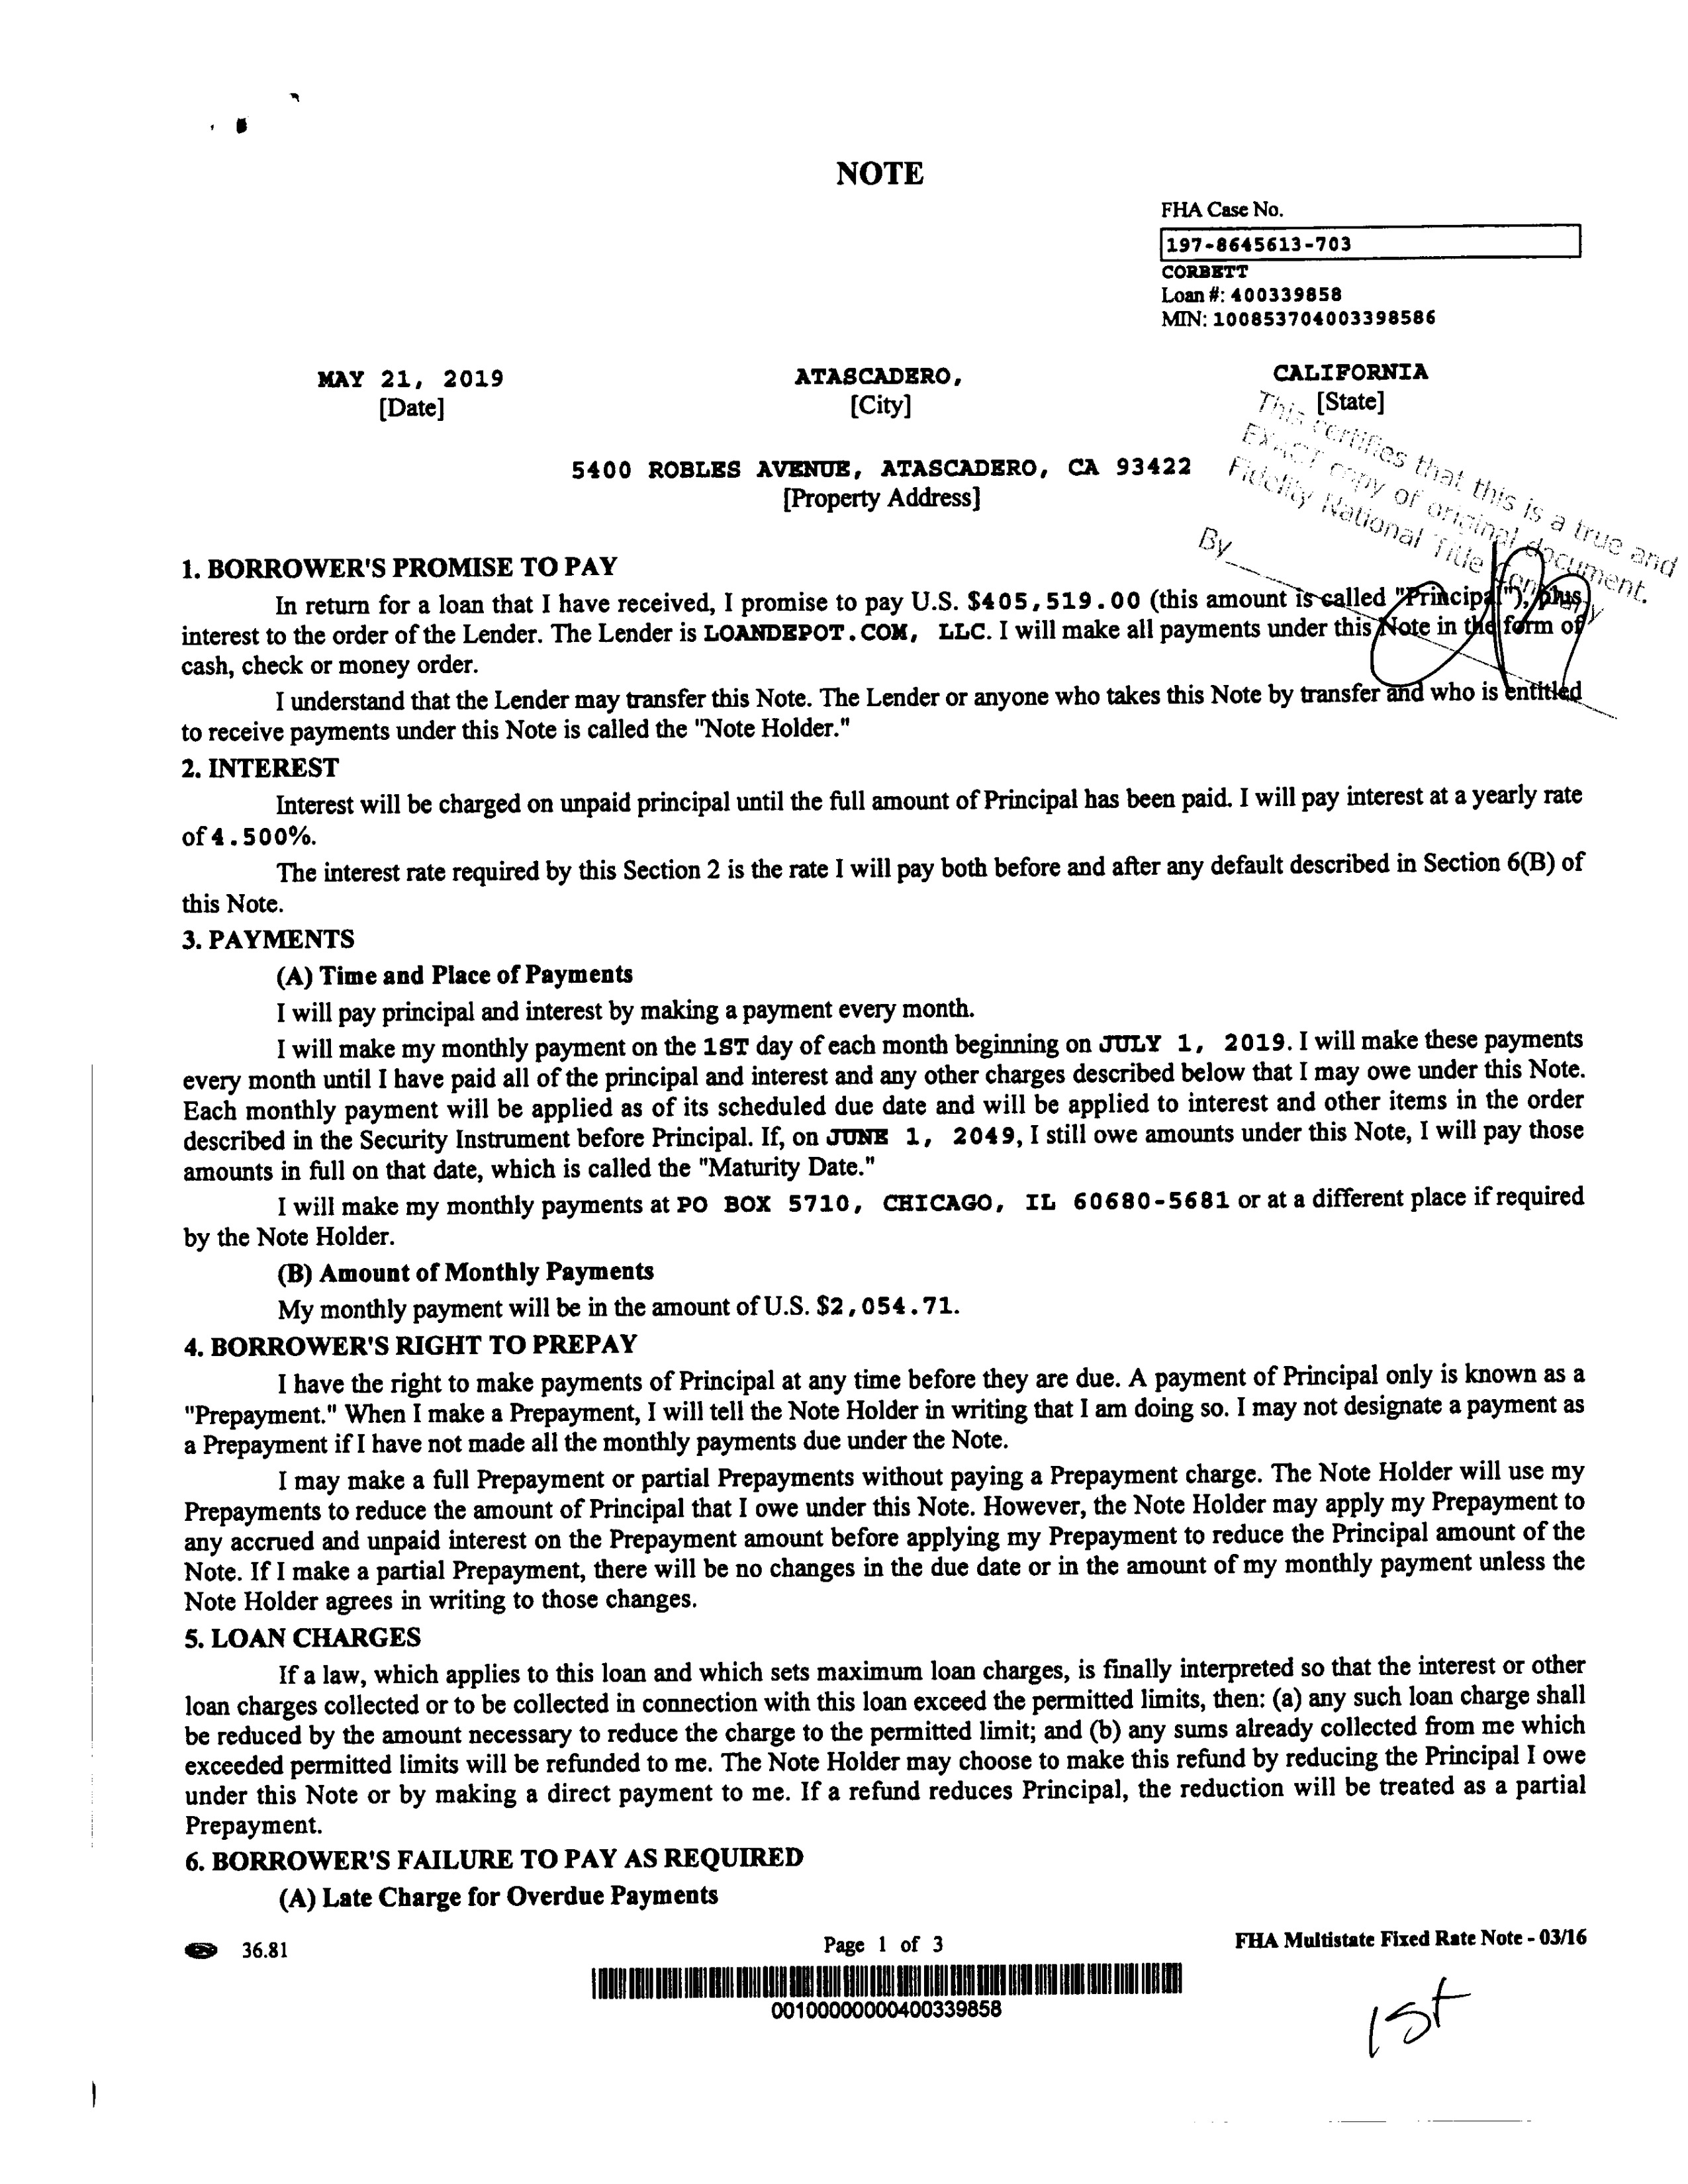 NOTE
FHA Case No.
197-8645613-703
CORBETT
Loan #: 400339858
MIN: 100853704003398586
MAY 21, 2019
[Date]
ATASCADERO,
[City]
CALIFORNIA
[State]
5400 ROBLES AVENUE, ATASCADERO, CA 93422
[Property Address]
This certifies that this is a true and
EXACT copy of original document.
Fidelity National Title Company
By
1. BORROWER'S PROMISE TO PAY
In return for a loan that I have received, I promise to pay U.S. $405,519.00 (this amount is called "Principal"), plus
interest to the order of the Lender. The Lender is LOANDEPOT.COM, LLC. I will make all payments under this Note in the form of
cash, check or money order.
I understand that the Lender may transfer this Note. The Lender or anyone who takes this Note by transfer and who is entitled
to receive payments under this Note is called the "Note Holder."
2. INTEREST
Interest will be charged on unpaid principal until the full amount of Principal has been paid. I will pay interest at a yearly rate
of 4.500%.
The interest rate required by this Section 2 is the rate I will pay both before and after any default described in Section 6(B) of
this Note.
3. PAYMENTS
(A) Time and Place of Payments
I will pay principal and interest by making a payment every month.
I will make my monthly payment on the 1ST day of each month beginning on JULY 1, 2019. I will make these payments
every month until I have paid all of the principal and interest and any other charges described below that I may owe under this Note.
Each monthly payment will be applied as of its scheduled due date and will be applied to interest and other items in the order
described in the Security Instrument before Principal. If, on JUNE 1, 2049, I still owe amounts under this Note, I will pay those
amounts in full on that date, which is called the "Maturity Date."
I will make my monthly payments at PO BOX 5710, CHICAGO, IL 60680-5681 or at a different place if required
by the Note Holder.
(B) Amount of Monthly Payments
My monthly payment will be in the amount of U.S. $2,054.71.
4. BORROWER'S RIGHT TO PREPAY
I have the right to make payments of Principal at any time before they are due. A payment of Principal only is known as a
"Prepayment." When I make a Prepayment, I will tell the Note Holder in writing that I am doing so. I may not designate a payment as
a Prepayment if I have not made all the monthly payments due under the Note.
I may make a full Prepayment or partial Prepayments without paying a Prepayment charge. The Note Holder will use my
Prepayments to reduce the amount of Principal that I owe under this Note. However, the Note Holder may apply my Prepayment to
any accrued and unpaid interest on the Prepayment amount before applying my Prepayment to reduce the Principal amount of the
Note. If I make a partial Prepayment, there will be no changes in the due date or in the amount of my monthly payment unless the
Note Holder agrees in writing to those changes.
5. LOAN CHARGES
If a law, which applies to this loan and which sets maximum loan charges, is finally interpreted so that the interest or other
loan charges collected or to be collected in connection with this loan exceed the permitted limits, then: (a) any such loan charge shall
be reduced by the amount necessary to reduce the charge to the permitted limit; and (b) any sums already collected from me which
exceeded permitted limits will be refunded to me. The Note Holder may choose to make this refund by reducing the Principal I owe
under this Note or by making a direct payment to me. If a refund reduces Principal, the reduction will be treated as a partial
Prepayment.
6. BORROWER'S FAILURE TO PAY AS REQUIRED
(A) Late Charge for Overdue Payments
36.81
Page 1 of 3
FHA Multistate Fixed Rate Note - 03/16
00100000000400339858
1st